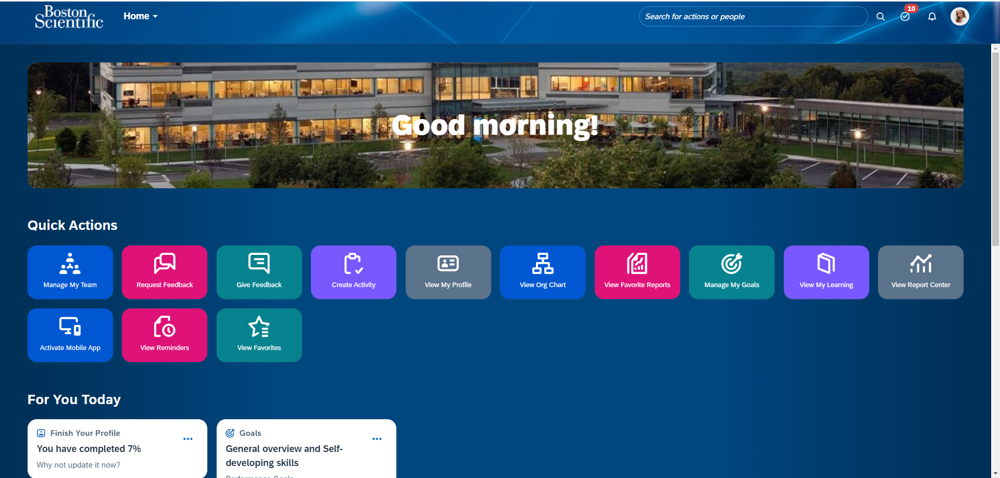 Boston
Scientific
Home
Search for actions or people
10
Good morning!
Quick Actions
Manage My Team
Request Feedback
Give Feedback
Create Activity
View My Profile
View Org Chart
View Favorite Reports
Manage My Goals
View My Learning
View Report Center
Activate Mobile App
View Reminders
View Favorites
For You Today
Finish Your Profile
You have completed 7%
Why not update it now?
Goals
General overview and Self-
developing skills
Performance Goals